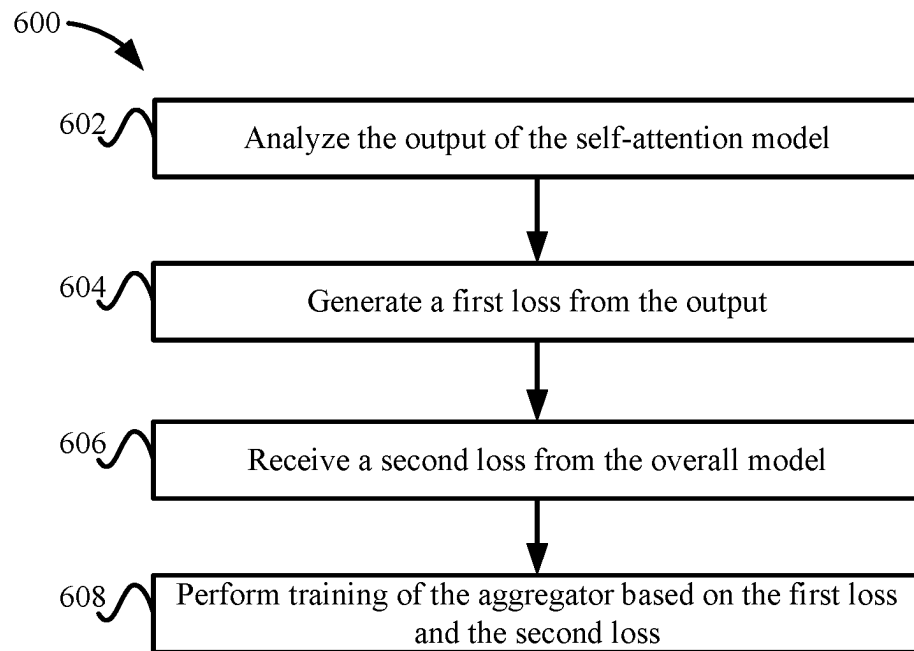 600
602
Analyze the output of the self-attention model
604
Generate a first loss from the output
606
Receive a second loss from the overall model
608
Perform training of the aggregator based on the first loss
and the second loss